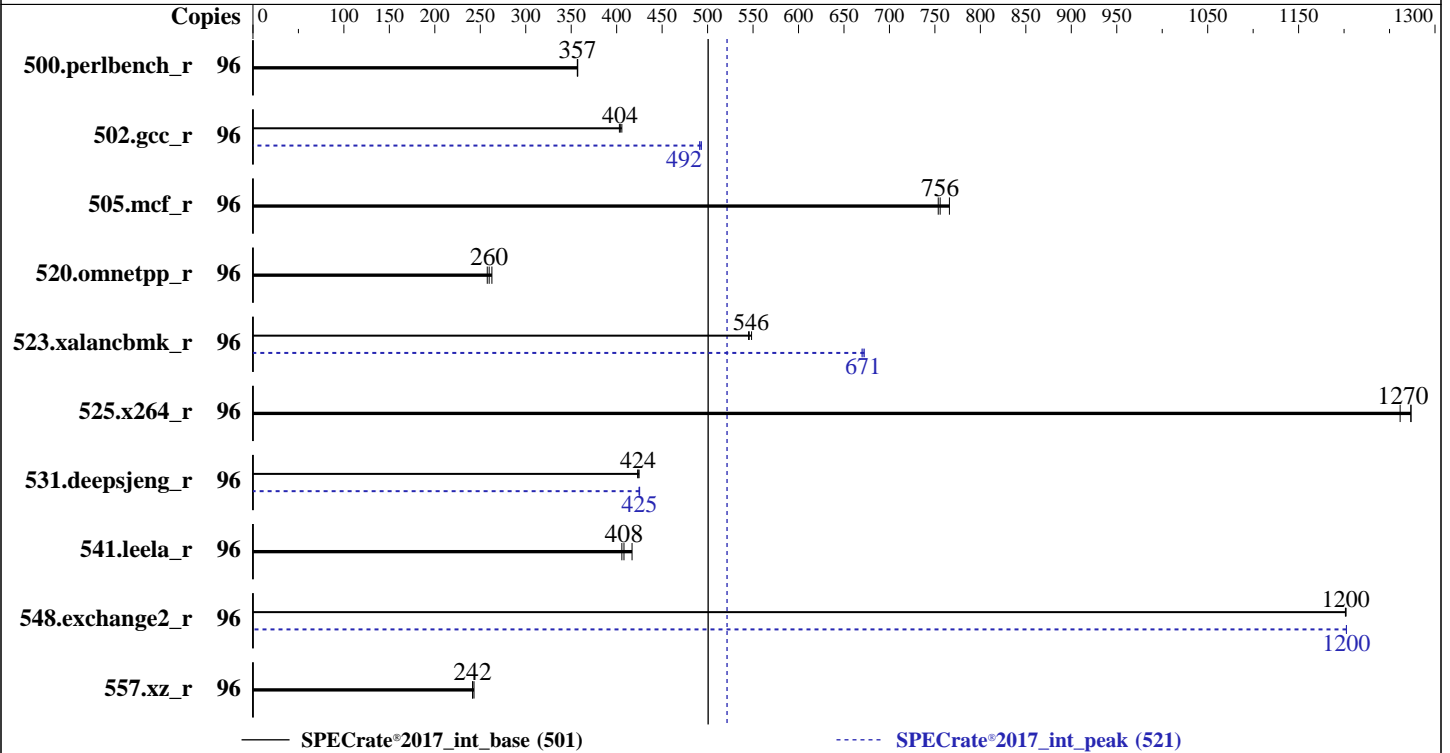 Copies 0 100 150 200 250 300 350 400 450 500 550 600 650 700 750 800 850 900 950 1050 1150 1300
500.perlbench_r 96 357
502.gcc_r 96 404
492
505.mcf_r 96 756
520.omnetpp_r 96 260
523.xalancbmk_r 96 546
671
525.x264_r 96 1270
531.deepsjeng_r 96 424
425
541.leela_r 96 408
548.exchange2_r 96 1200
1200
557.xz_r 96 242
SPECrate®2017_int_base (501) SPECrate®2017_int_peak (521)